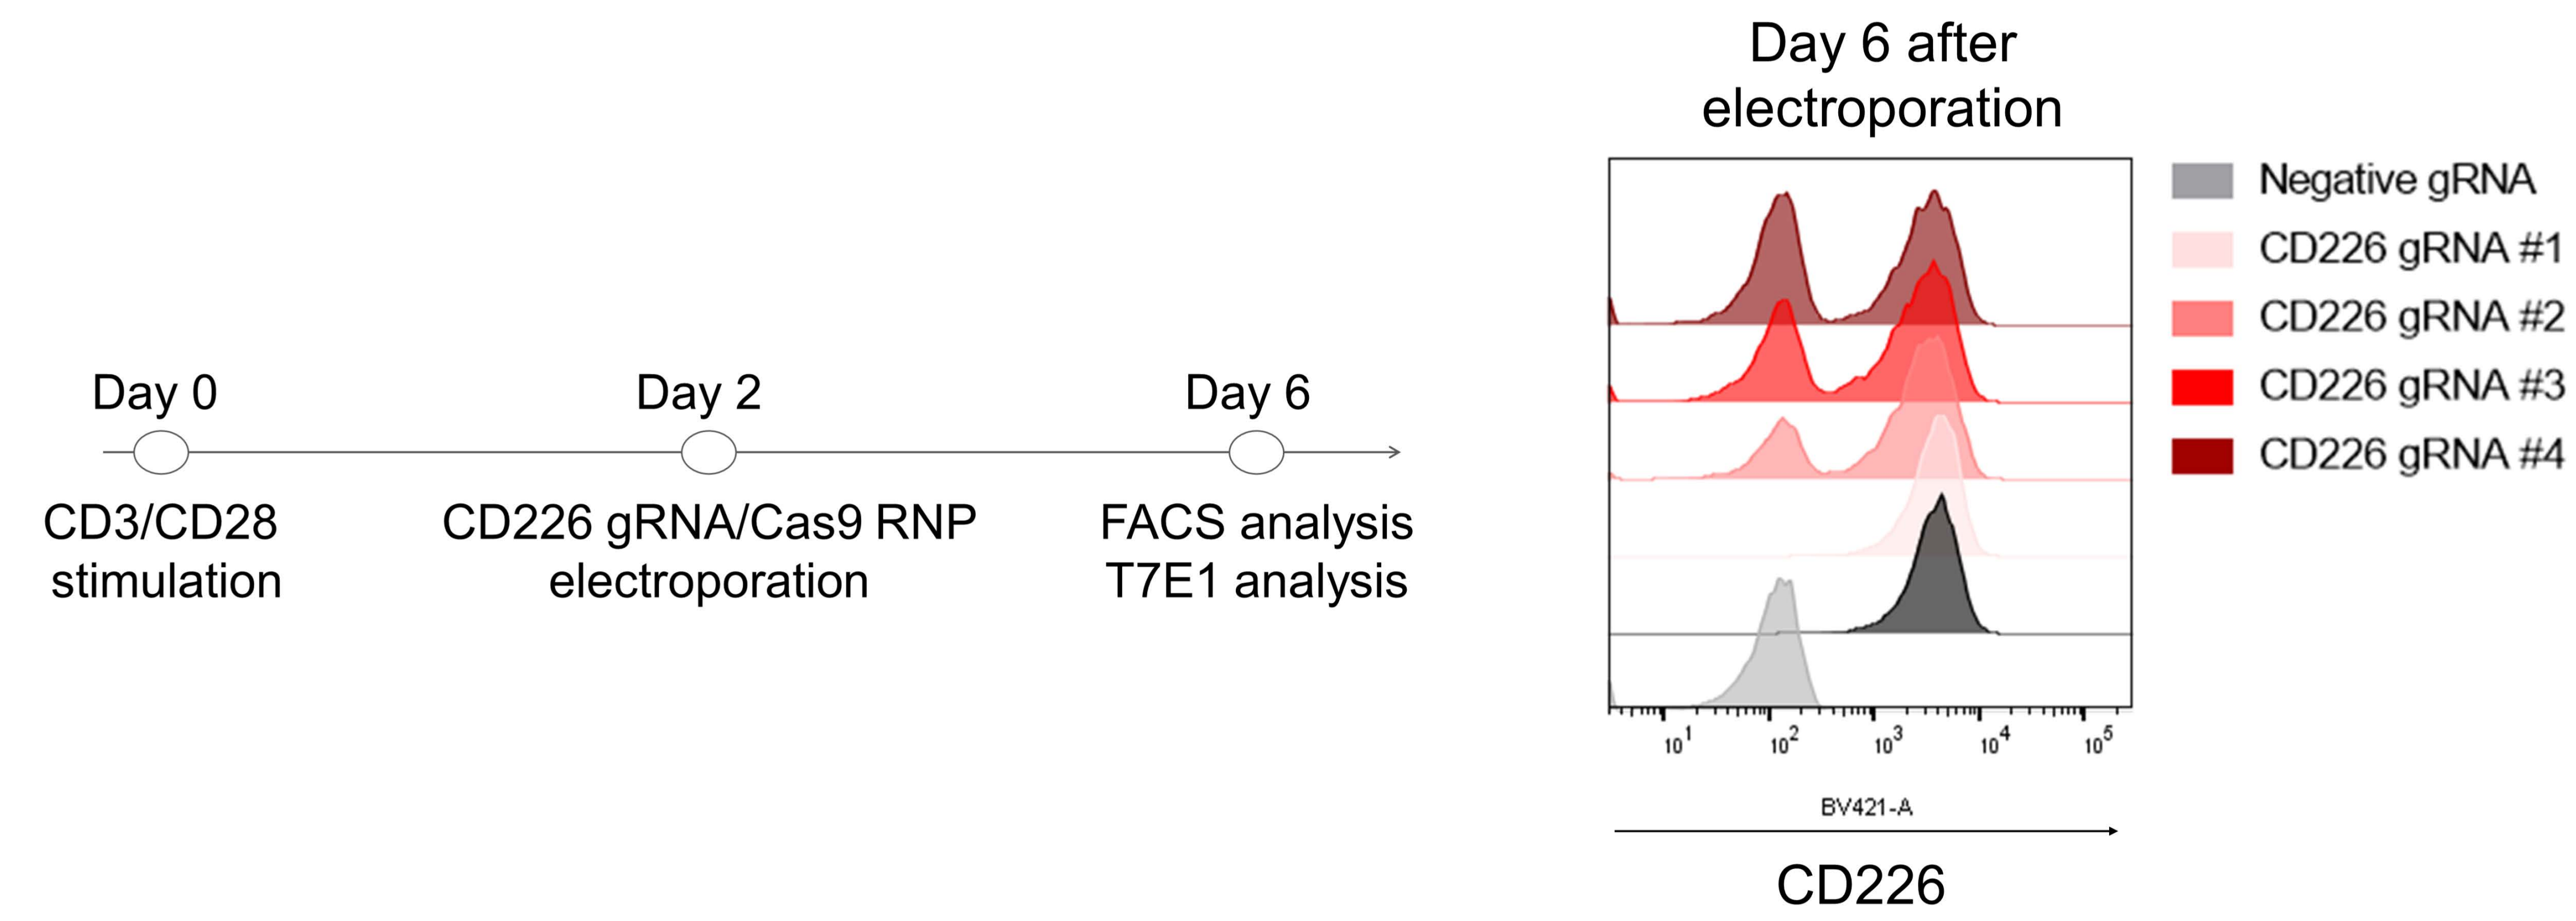 Day 0
Day 2
Day 6
CD3/CD28
stimulation
CD226 gRNA/Cas9 RNP
electroporation
FACS analysis
T7E1 analysis
Day 6 after
electroporation
10^1 10^2 10^3 10^4 10^5
BV421-A
CD226
Negative gRNA
CD226 gRNA #1
CD226 gRNA #2
CD226 gRNA #3
CD226 gRNA #4